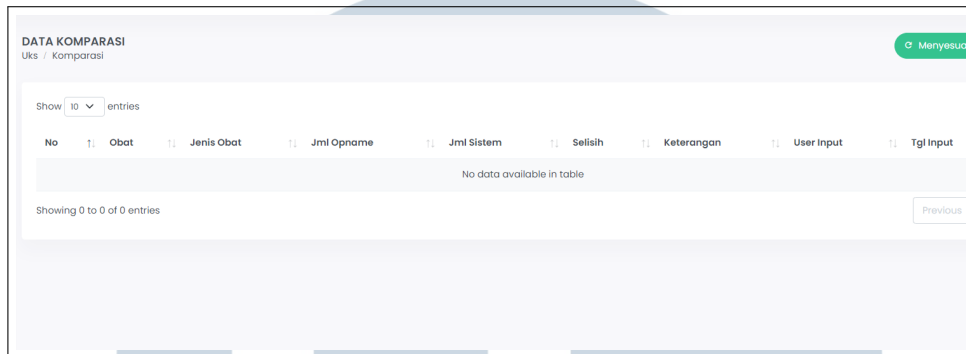 DATA KOMPARASI
Uks / Komparasi
Show 10 entries
No Obat Jenis Obat Jml Opname Jml Sistem Selisih Keterangan User Input Tgl Input
No data available in table
Showing 0 to 0 of 0 entries
Previous